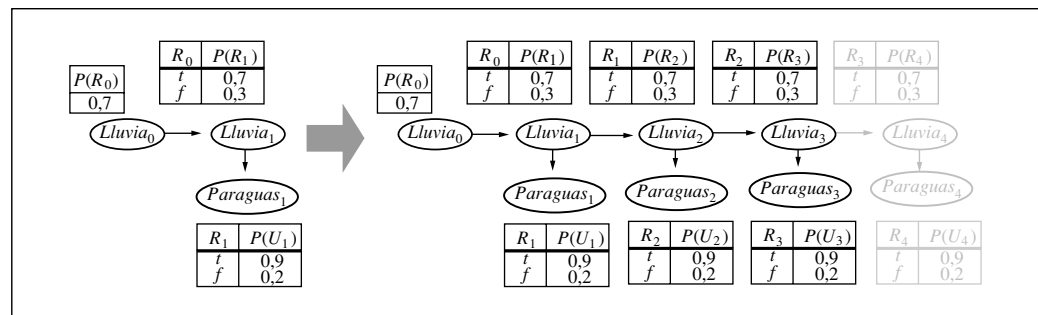 R0 P(R1) R0 P(R1) R1 P(R2) R2 P(R3) R3 P(R4)
P(R0) t 0,7 P(R0) t 0,7 t 0,7 t 0,7 t 0,7
0,7 f 0,3 0,7 f 0,3 f 0,3 f 0,3 f 0,3
Lluvia0 Lluvia1 Lluvia0 Lluvia1 Lluvia2 Lluvia3 Lluvia4
Paraguas1 Paraguas1 Paraguas2 Paraguas3 Paraguas4
R1 P(U1) R1 P(U1) R2 P(U2) R3 P(U3) R4 P(U4)
t 0,9 t 0,9 t 0,9 t 0,9 t 0,9
f 0,2 f 0,2 f 0,2 f 0,2 f 0,2